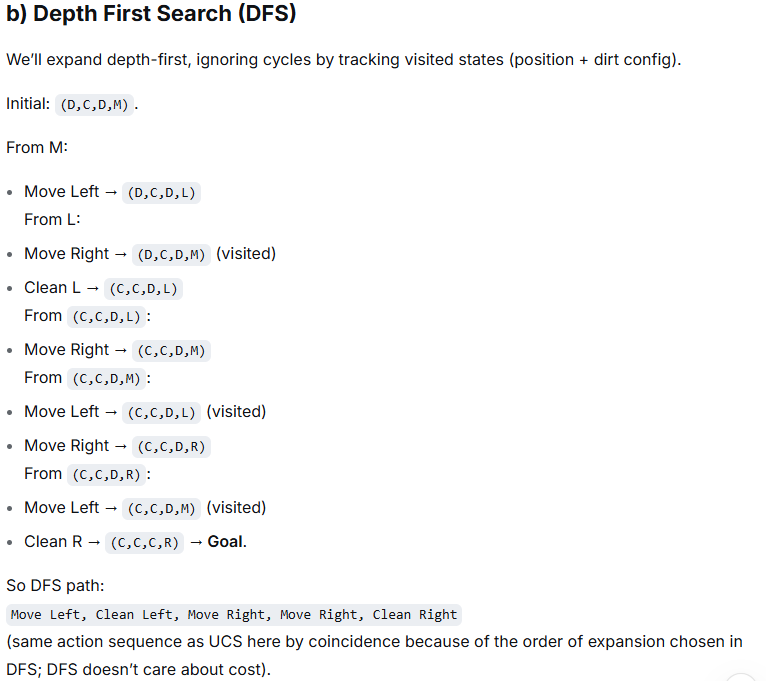 b) Depth First Search (DFS)
We’ll expand depth-first, ignoring cycles by tracking visited states (position + dirt config).
Initial: (D,C,D,M) .
From M:
• Move Left → (D,C,D,L)
From L:
• Move Right → (D,C,D,M) (visited)
• Clean L → (C,C,D,L)
From (C,C,D,L) :
• Move Right → (C,C,D,M)
From (C,C,D,M) :
• Move Left → (C,C,D,L) (visited)
• Move Right → (C,C,D,R)
From (C,C,D,R) :
• Move Left → (C,C,D,M) (visited)
• Clean R → (C,C,C,R) → Goal.
So DFS path:
Move Left, Clean Left, Move Right, Move Right, Clean Right
(same action sequence as UCS here by coincidence because of the order of expansion chosen in
DFS; DFS doesn’t care about cost).